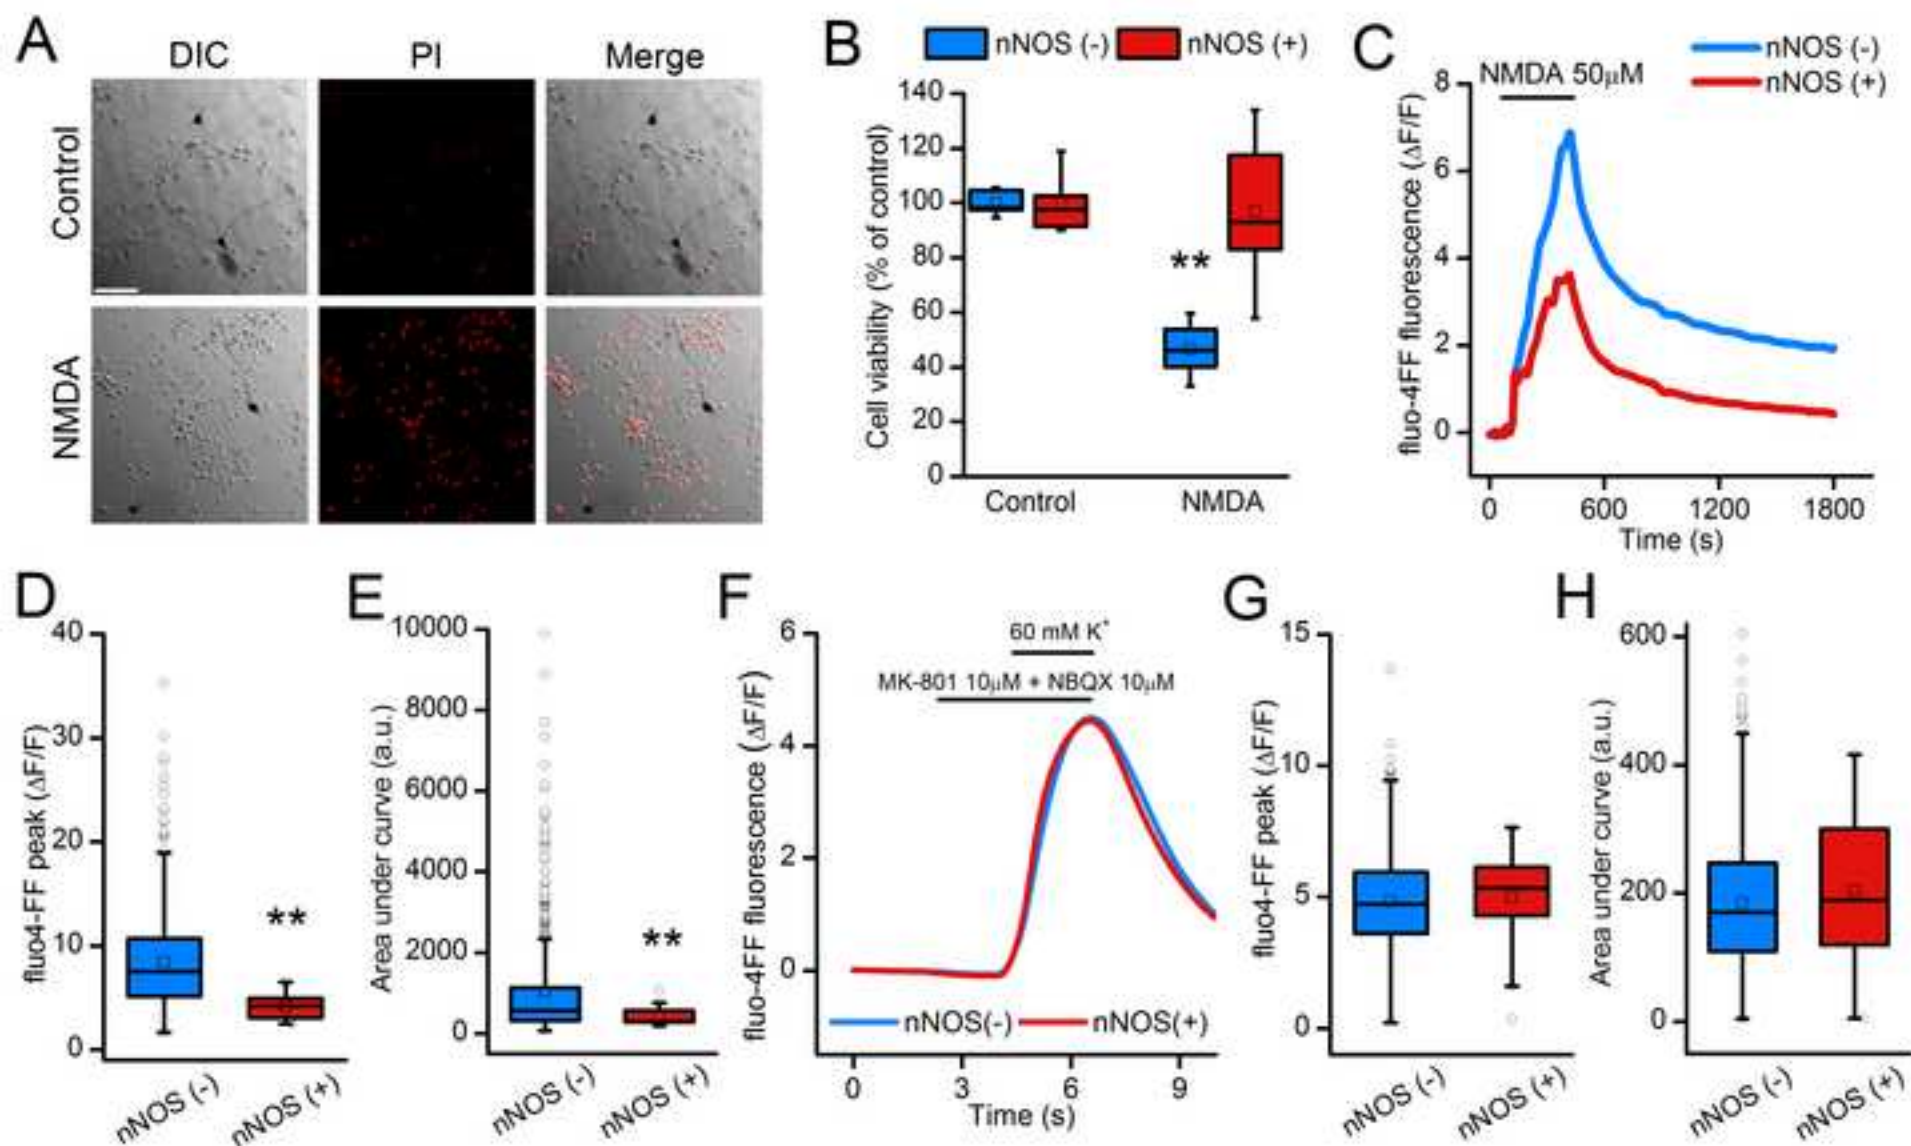 A
DIC
PI
Merge
Control
NMDA
B
nNOS (-)
nNOS (+)
Cell viability (% of control)
140
120
100
80
60
40
20
0
**
Control
NMDA
C
nNOS (-)
nNOS (+)
NMDA 50μM
fluo-4FF fluorescence (ΔF/F)
8
6
4
2
0
0
600
1200
1800
Time (s)
D
fluo4-FF peak (ΔF/F)
40
30
20
10
0
**
nNOS (-)
nNOS (+)
E
Area under curve (a.u.)
10000
8000
6000
4000
2000
0
**
nNOS (-)
nNOS (+)
F
fluo-4FF fluorescence (ΔF/F)
6
4
2
0
60 mM K⁺
MK-801 10μM + NBQX 10μM
nNOS(-)
nNOS(+)
0
3
6
9
Time (s)
G
fluo4-FF peak (ΔF/F)
15
10
5
0
nNOS (-)
nNOS (+)
H
Area under curve (a.u.)
600
400
200
0
nNOS (-)
nNOS (+)